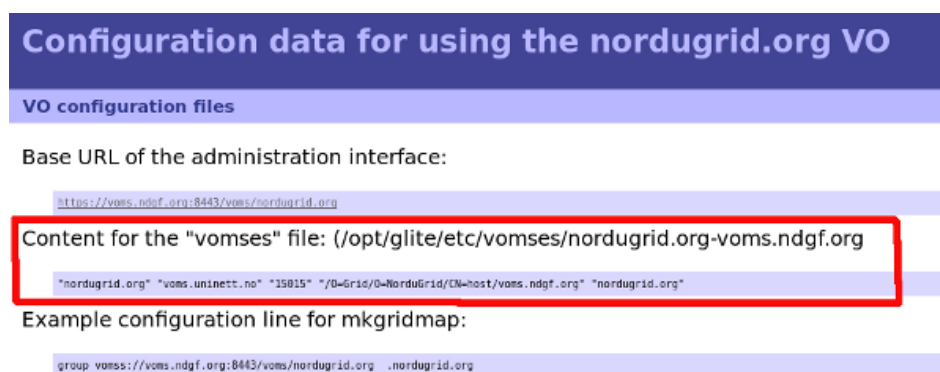 Configuration data for using the nordugrid.org VO
VO configuration files
Base URL of the administration interface:
https://voms.ndgf.org:8443/voms/nordugrid.org
Content for the "vomses" file: (/opt/glite/etc/vomses/nordugrid.org-voms.ndgf.org
"nordugrid.org" "voms.uninett.no" "15015" "/O=Grid/O=NorduGrid/CN=host/voms.ndgf.org" "nordugrid.org"
Example configuration line for mkgridmap:
group vomss://voms.ndgf.org:8443/voms/nordugrid.org .nordugrid.org